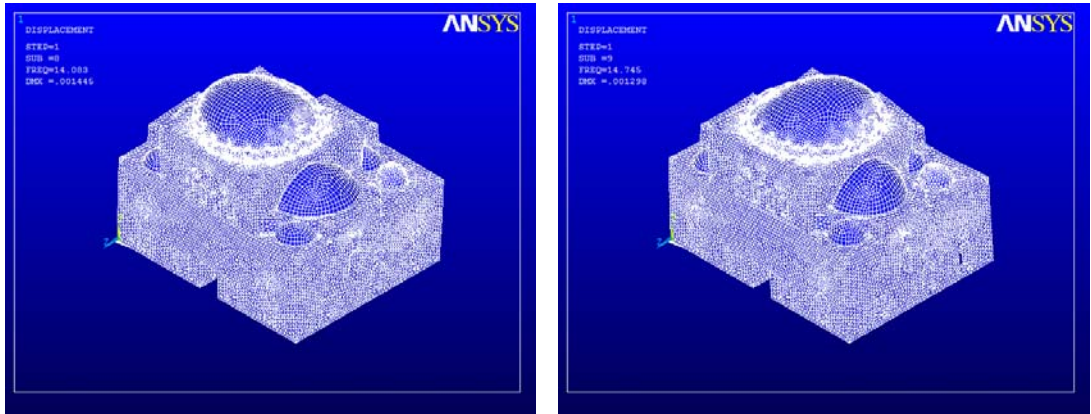 1
DISPLACEMENT
STEP=1
SUB =8
FREQ=14.083
DMX =.001445
ANSYS
1
DISPLACEMENT
STEP=1
SUB =9
FREQ=14.745
DMX =.001298
ANSYS